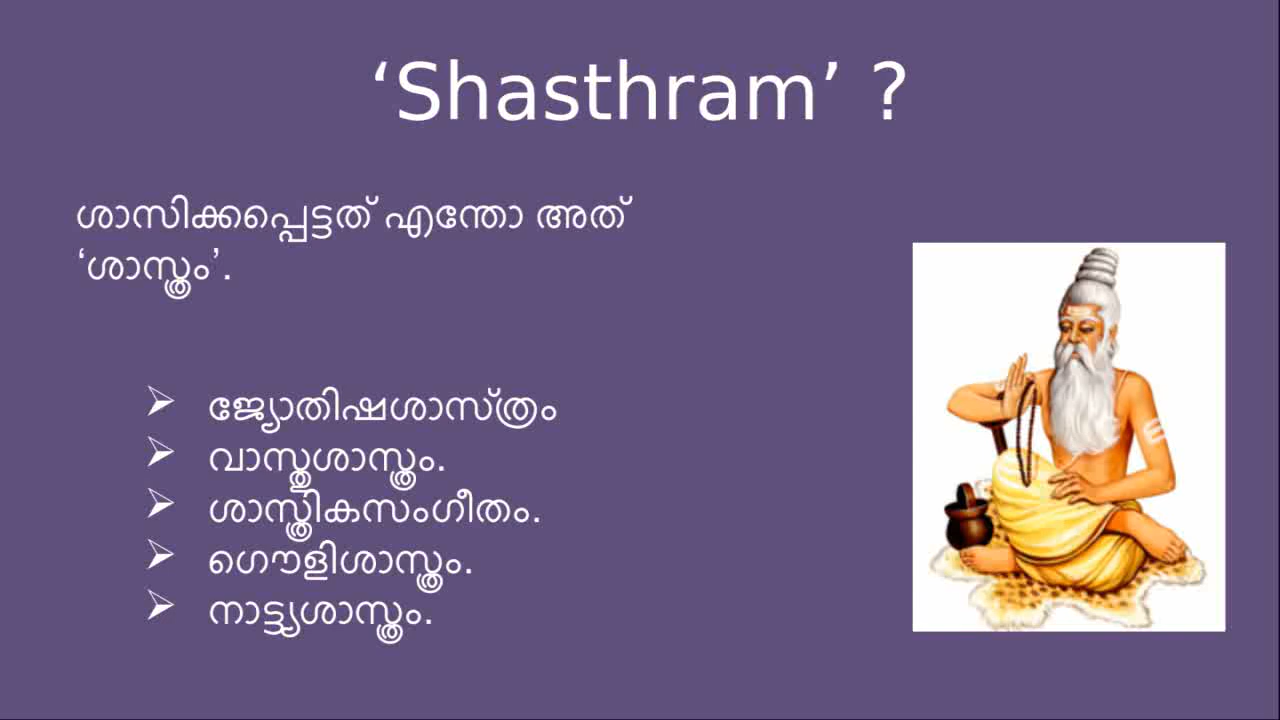 ‘Shasthram’ ?
ശാസിക്കപ്പെട്ടത് എന്തോ അത്
‘ശാസ്ത്രം’.
➢ ജ്യോതിഷശാസ്ത്രം
➢ വാസ്തുശാസ്ത്രം.
➢ ശാസ്ത്രികസംഗീതം.
➢ ഗൌളിശാസ്ത്രം.
➢ നാട്ട്യശാസ്ത്രം.